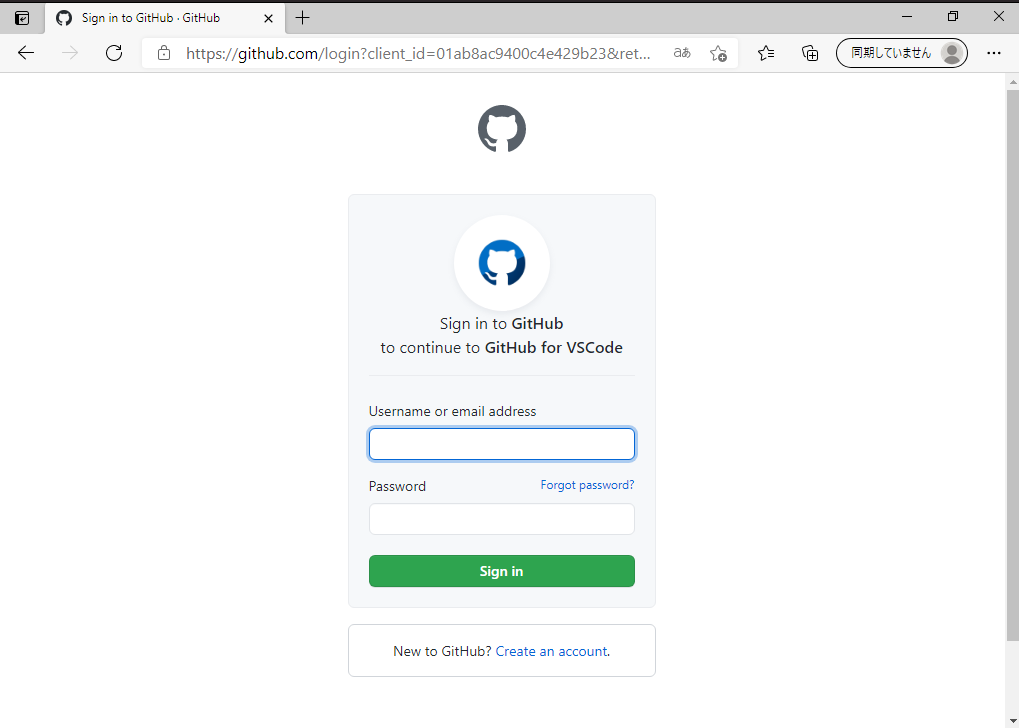 Sign in to GitHub · GitHub
https://github.com/login?client_id=01ab8ac9400c4e429b23&ret...
aあ
同期していません
Sign in to GitHub
to continue to GitHub for VSCode
Username or email address
Password
Forgot password?
Sign in
New to GitHub? Create an account.